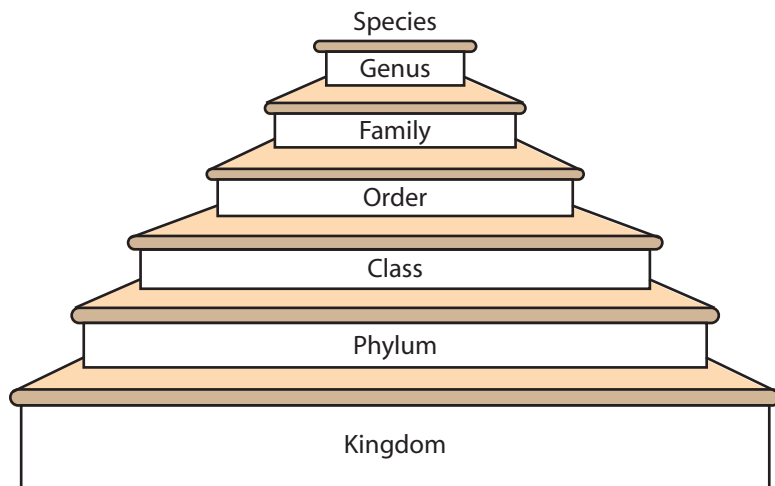 Species
Genus
Family
Order
Class
Phylum
Kingdom